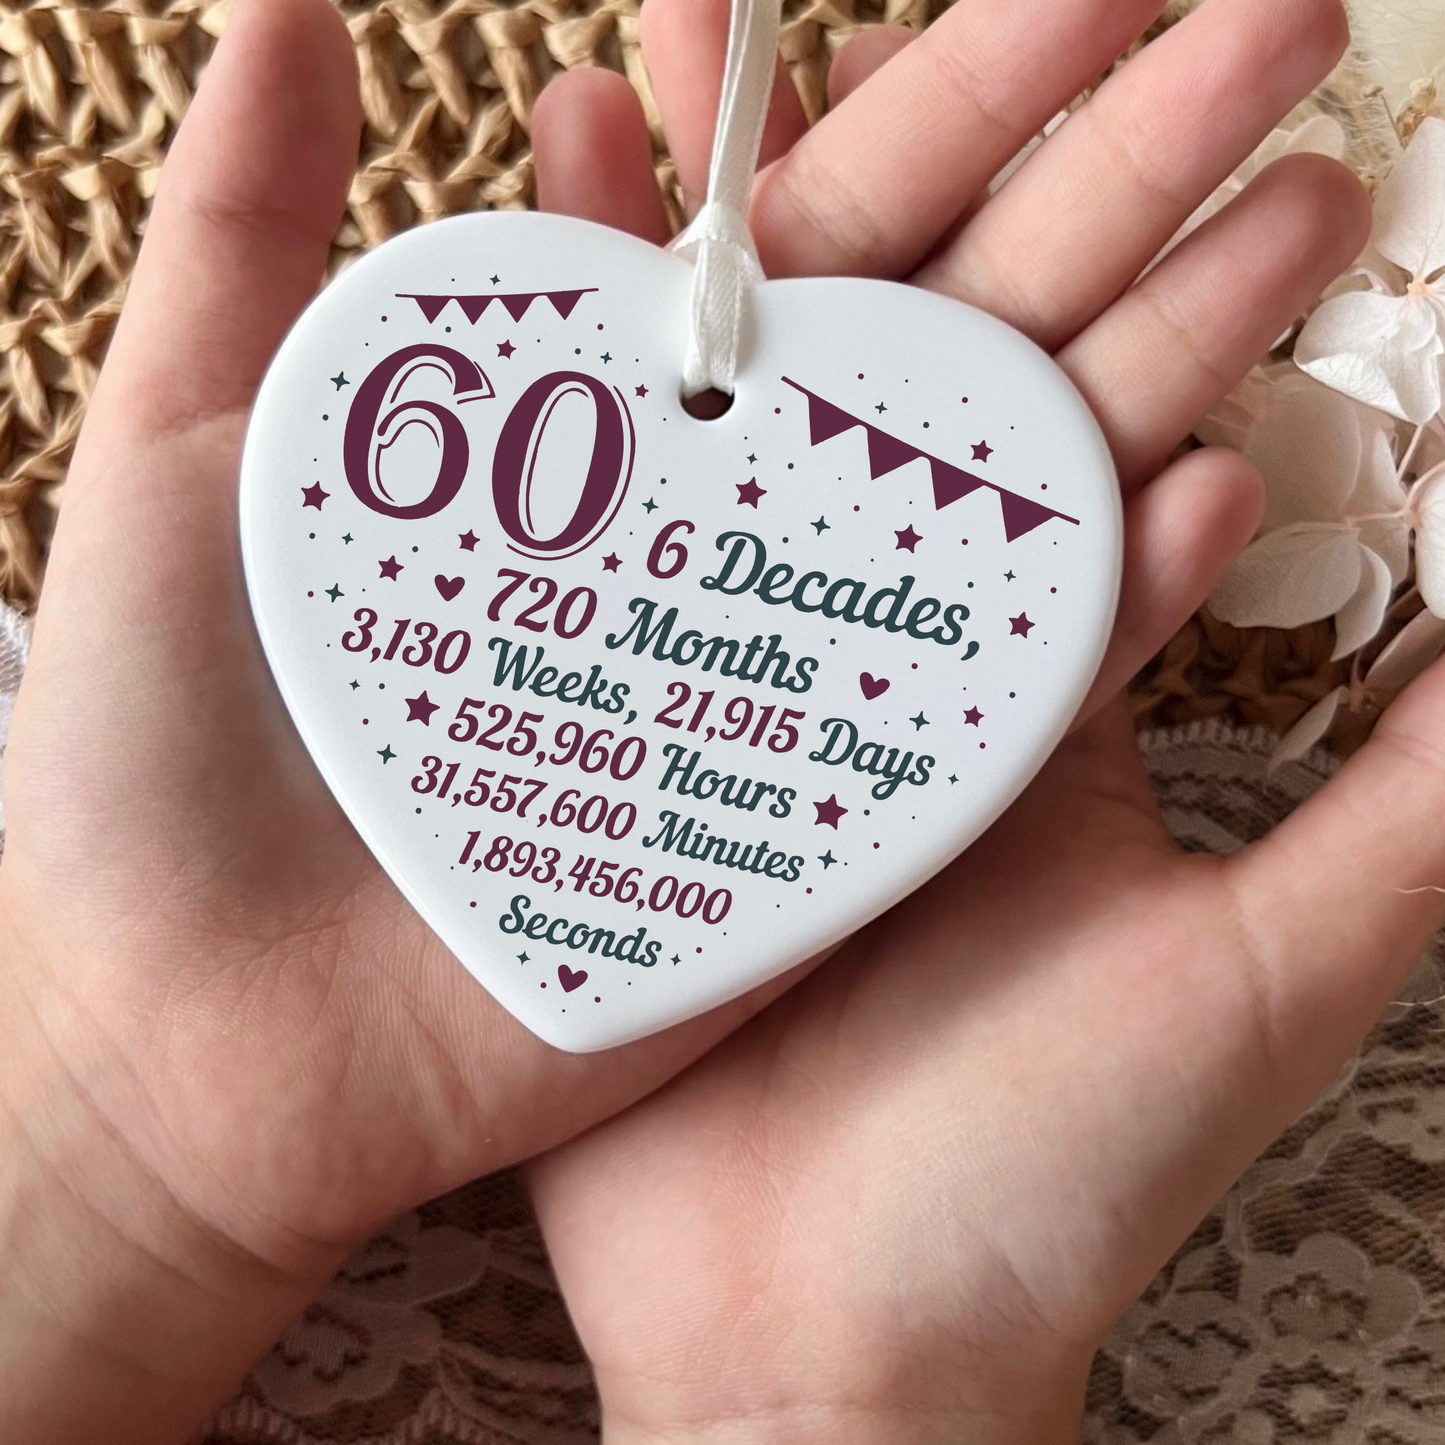 60
6 Decades,
720 Months
3,130 Weeks, 21,915 Days
525,960 Hours
31,557,600 Minutes
1,893,456,000
Seconds